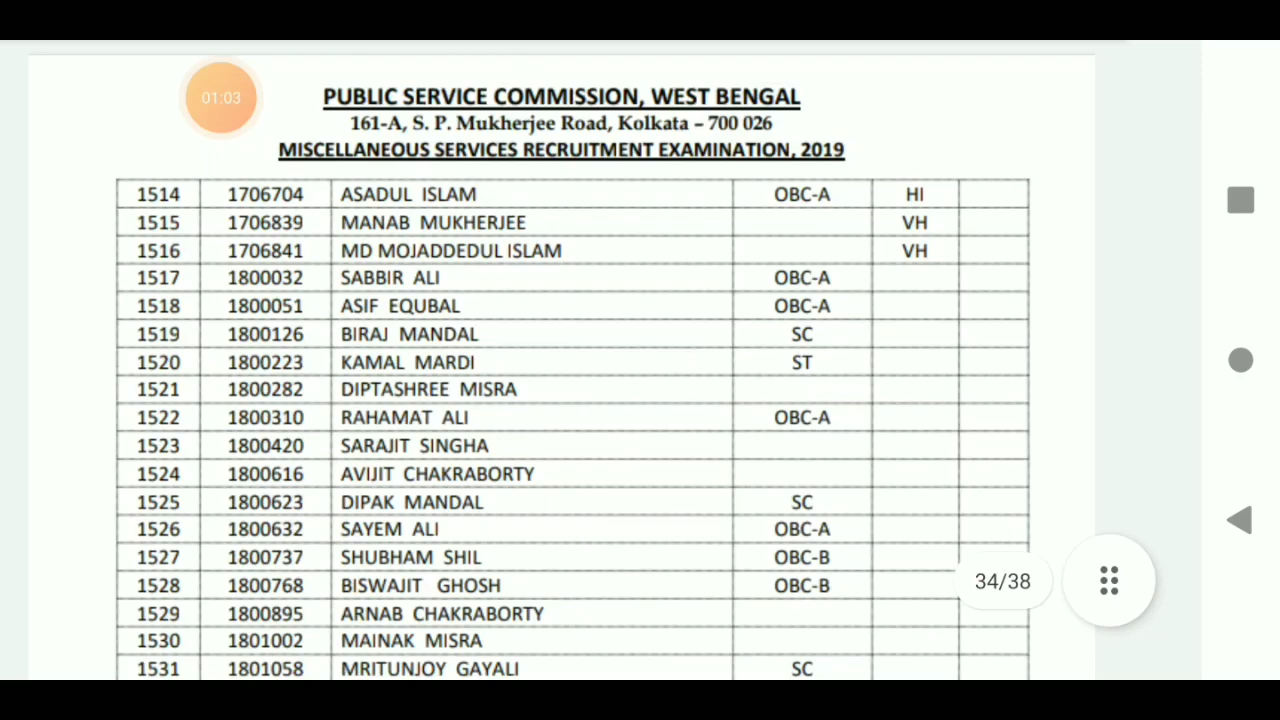 01:03
PUBLIC SERVICE COMMISSION, WEST BENGAL
161-A, S. P. Mukherjee Road, Kolkata – 700 026
MISCELLANEOUS SERVICES RECRUITMENT EXAMINATION, 2019
1514 1706704 ASADUL ISLAM OBC-A HI
1515 1706839 MANAB MUKHERJEE VH
1516 1706841 MD MOJADDEDUL ISLAM VH
1517 1800032 SABBIR ALI OBC-A
1518 1800051 ASIF EQUBAL OBC-A
1519 1800126 BIRAJ MANDAL SC
1520 1800223 KAMAL MARDI ST
1521 1800282 DIPTASHREE MISRA
1522 1800310 RAHAMAT ALI OBC-A
1523 1800420 SARAJIT SINGHA
1524 1800616 AVIJIT CHAKRABORTY
1525 1800623 DIPAK MANDAL SC
1526 1800632 SAYEM ALI OBC-A
1527 1800737 SHUBHAM SHIL OBC-B
1528 1800768 BISWAJIT GHOSH OBC-B
34/38
1529 1800895 ARNAB CHAKRABORTY
1530 1801002 MAINAK MISRA
1531 1801058 MRITUNJOY GAYALI SC